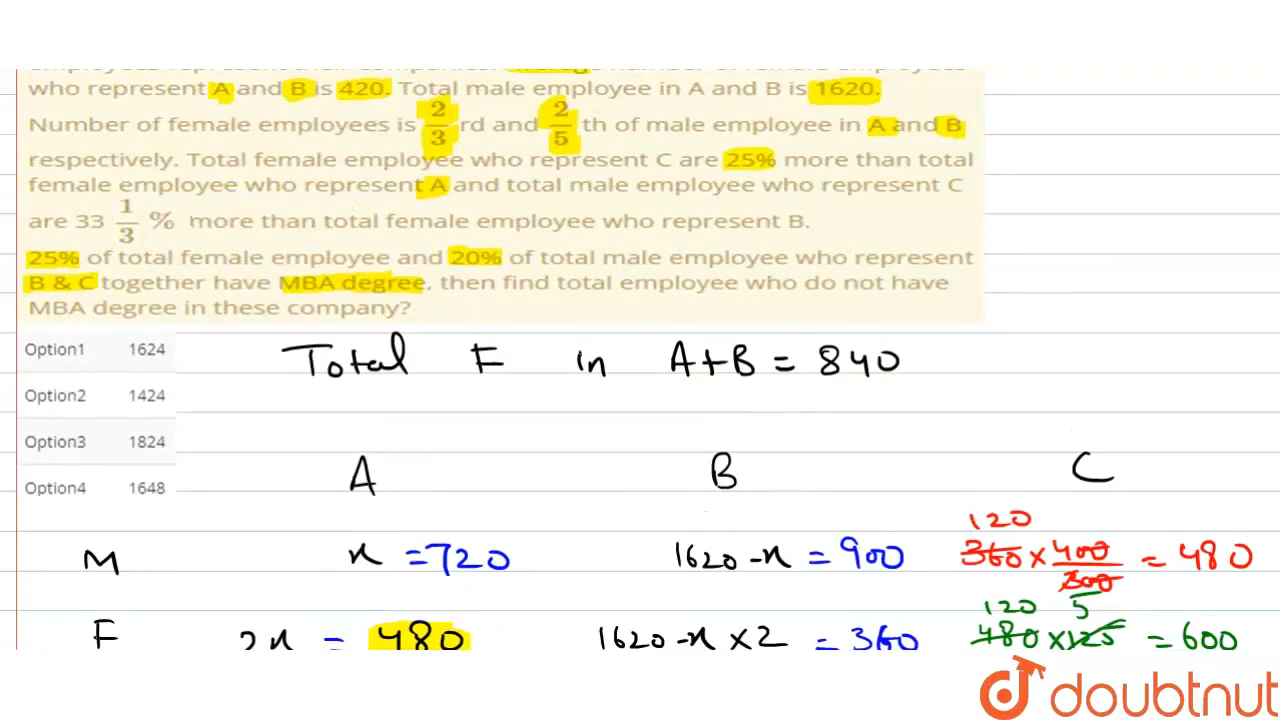 who represent A and B is 420. Total male employee in A and B is 1620.
Number of female employees is 2/3 rd and 2/5 th of male employee in A and B
respectively. Total female employee who represent C are 25% more than total
female employee who represent A and total male employee who represent C
are 33 1/3 % more than total female employee who represent B.
25% of total female employee and 20% of total male employee who represent
B & C together have MBA degree, then find total employee who do not have
MBA degree in these company?
Option1 1624
Option2 1424
Option3 1824
Option4 1648
Total F in A+B = 840
A B C
M x = 720 1620-x = 900 120 360 × 400/300 = 480
F 2x = 480 1620-x × 2 = 360 120 480 × 125 5 = 600
doubtnut